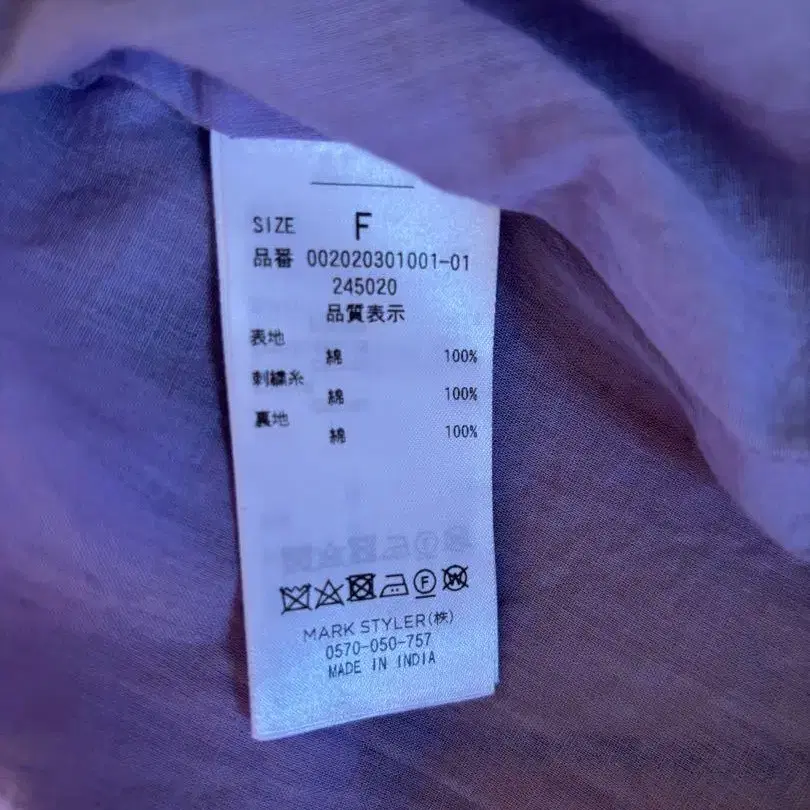 SIZE F
品番 002020301001-01
245020
品質表示
表地
綿 100%
刺繍糸
綿 100%
裏地
綿 100%
F W
MARK STYLER(株)
0570-050-757
MADE IN INDIA